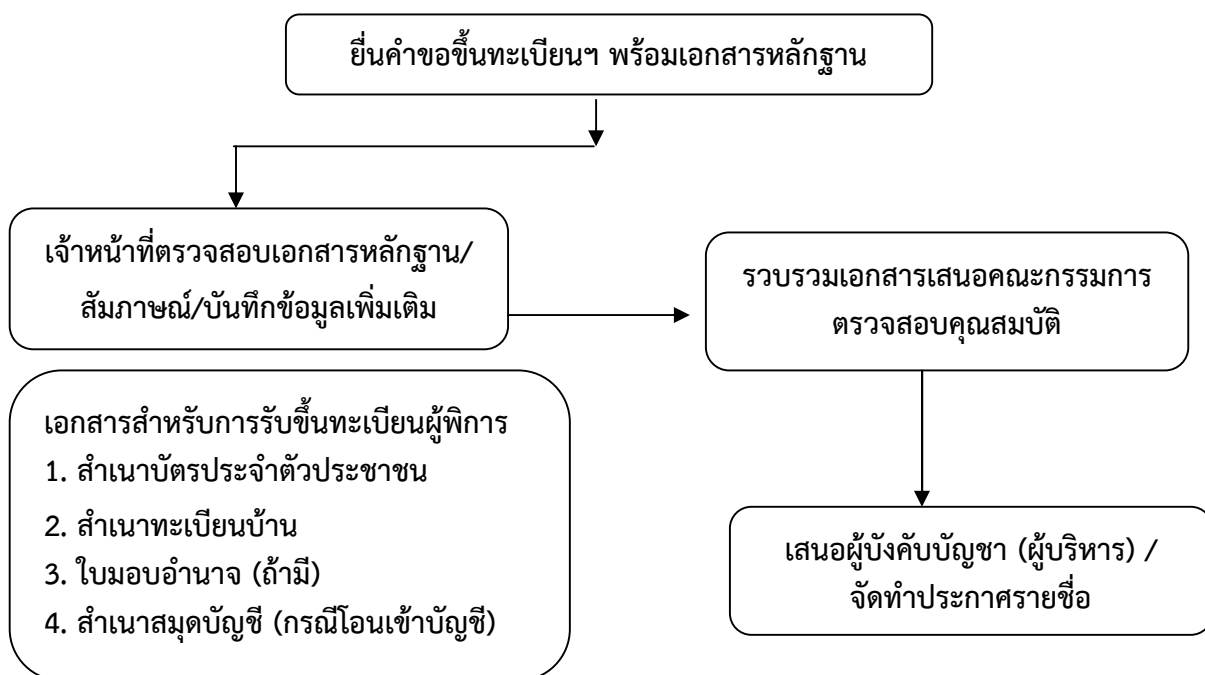 ยื่นคำขอขึ้นทะเบียนฯ พร้อมเอกสารหลักฐาน
เจ้าหน้าที่ตรวจสอบเอกสารหลักฐาน/
สัมภาษณ์/บันทึกข้อมูลเพิ่มเติม
รวบรวมเอกสารเสนอคณะกรรมการ
ตรวจสอบคุณสมบัติ
เอกสารสำหรับการรับขึ้นทะเบียนผู้พิการ
1. สำเนาบัตรประจำตัวประชาชน
2. สำเนาทะเบียนบ้าน
3. ใบมอบอำนาจ (ถ้ามี)
4. สำเนาสมุดบัญชี (กรณีโอนเข้าบัญชี)
เสนอผู้บังคับบัญชา (ผู้บริหาร) /
จัดทำประกาศรายชื่อ